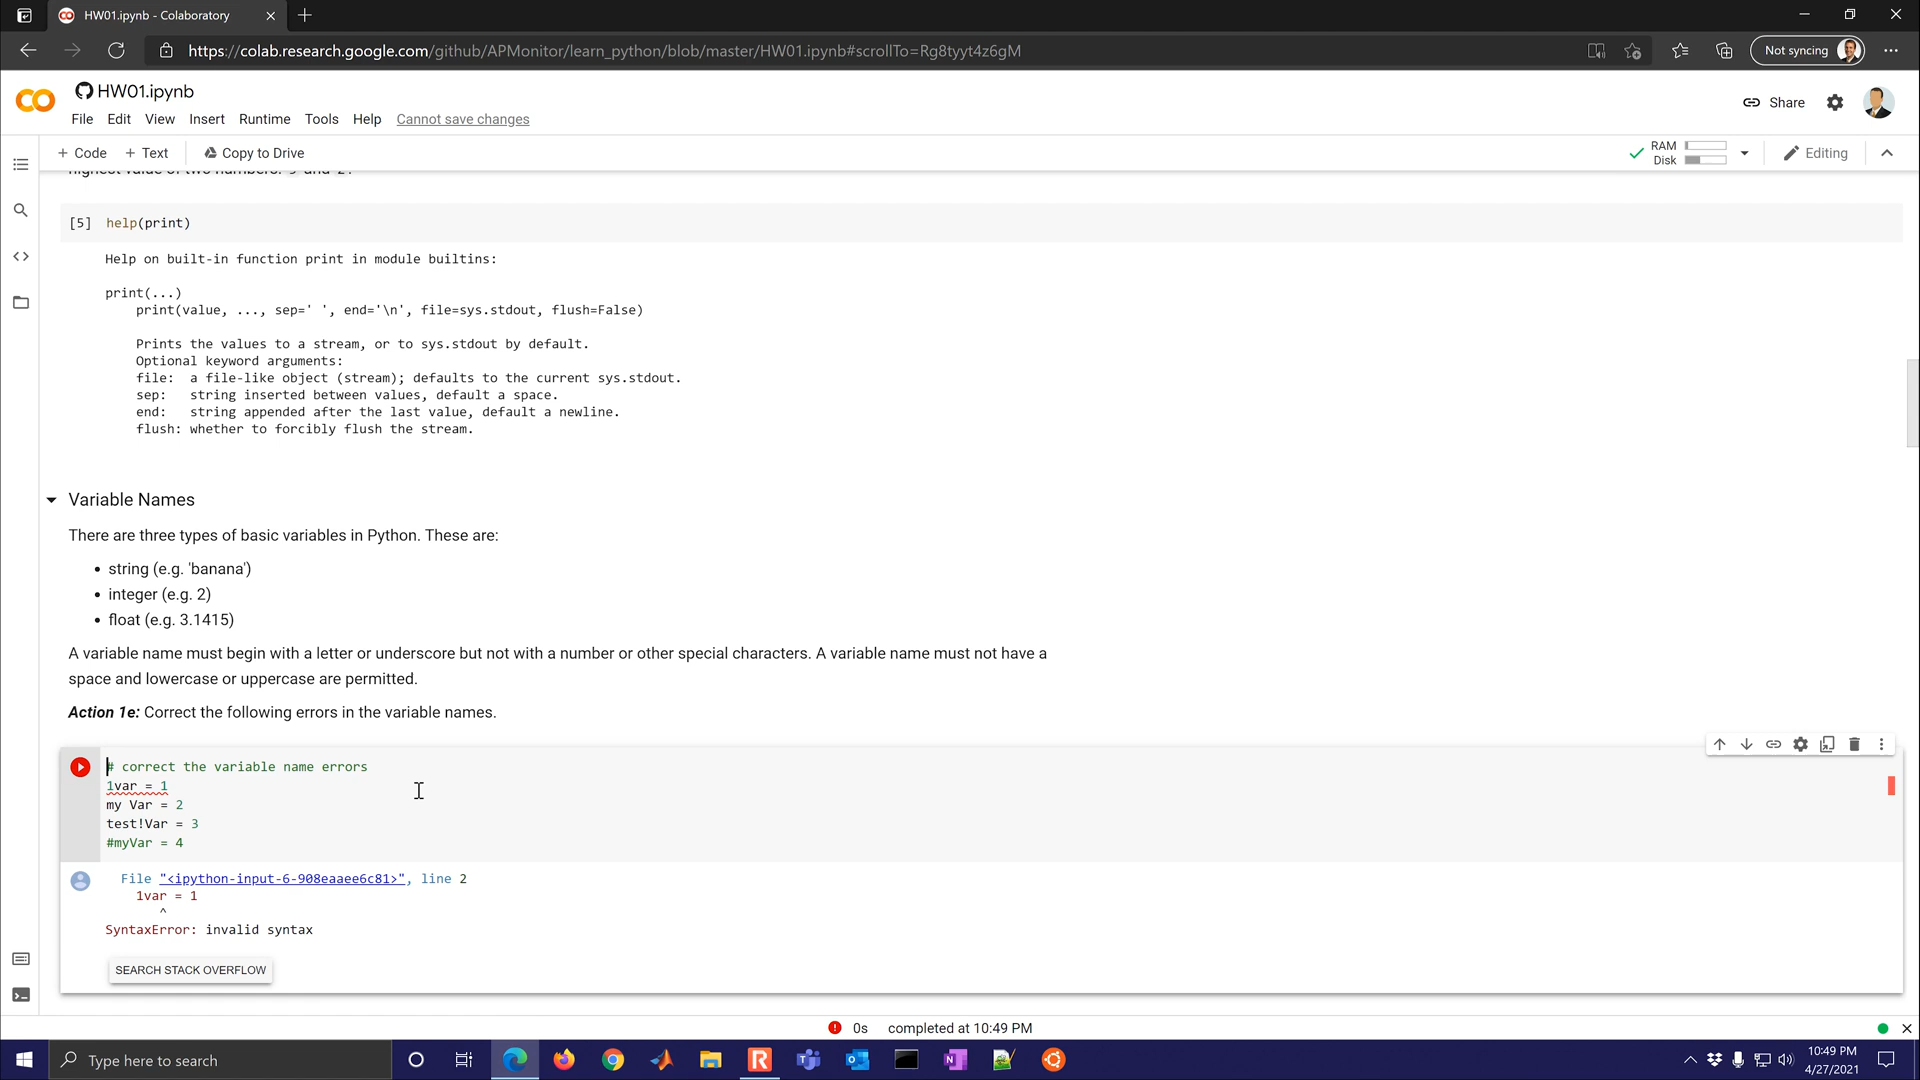 HW01.ipynb - Colaboratory
https://colab.research.google.com/github/APMonitor/learn_python/blob/master/HW01.ipynb#scrollTo=Rg8tyyt4z6gM
Not syncing
HW01.ipynb
File Edit View Insert Runtime Tools Help Cannot save changes
Share
+ Code + Text Copy to Drive
RAM
Disk
Editing
highest value of two numbers.
[5] help(print)
Help on built-in function print in module builtins:
print(...)
print(value, ..., sep=' ', end='\n', file=sys.stdout, flush=False)
Prints the values to a stream, or to sys.stdout by default.
Optional keyword arguments:
file: a file-like object (stream); defaults to the current sys.stdout.
sep: string inserted between values, default a space.
end: string appended after the last value, default a newline.
flush: whether to forcibly flush the stream.
Variable Names
There are three types of basic variables in Python. These are:
• string (e.g. 'banana')
• integer (e.g. 2)
• float (e.g. 3.1415)
A variable name must begin with a letter or underscore but not with a number or other special characters. A variable name must not have a
space and lowercase or uppercase are permitted.
Action 1e: Correct the following errors in the variable names.
# correct the variable name errors
1var = 1
my Var = 2
test!Var = 3
#myVar = 4
File "<ipython-input-6-908eaaee6c81>", line 2
1var = 1
^
SyntaxError: invalid syntax
SEARCH STACK OVERFLOW
0s completed at 10:49 PM
Type here to search
10:49 PM
4/27/2021